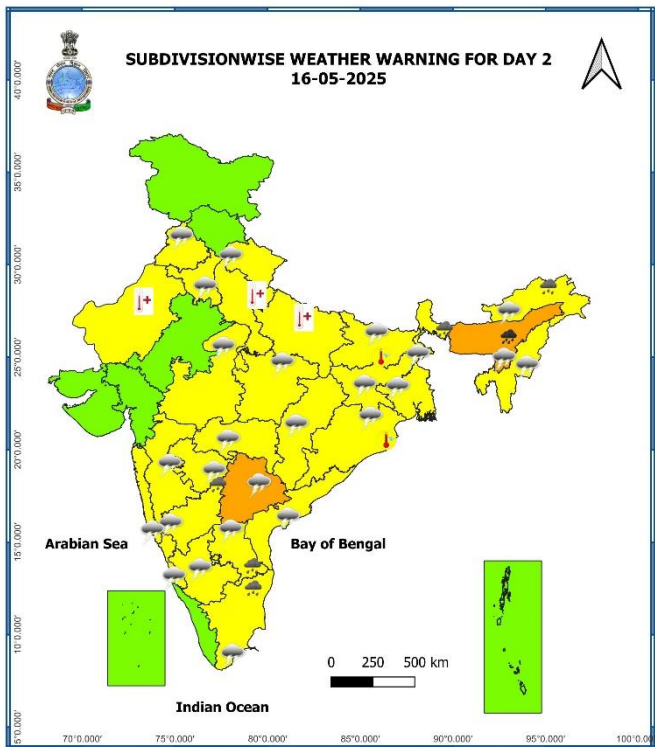 SUBDIVISIONWISE WEATHER WARNING FOR DAY 2
16-05-2025
40°0.000'
35°0.000'
30°0.000'
25°0.000'
20°0.000'
15°0.000'
10°0.000'
5°0.000'
Arabian Sea
Bay of Bengal
0 250 500 km
Indian Ocean
70°0.000' 75°0.000' 80°0.000' 85°0.000' 90°0.000' 95°0.000' 100°0.00